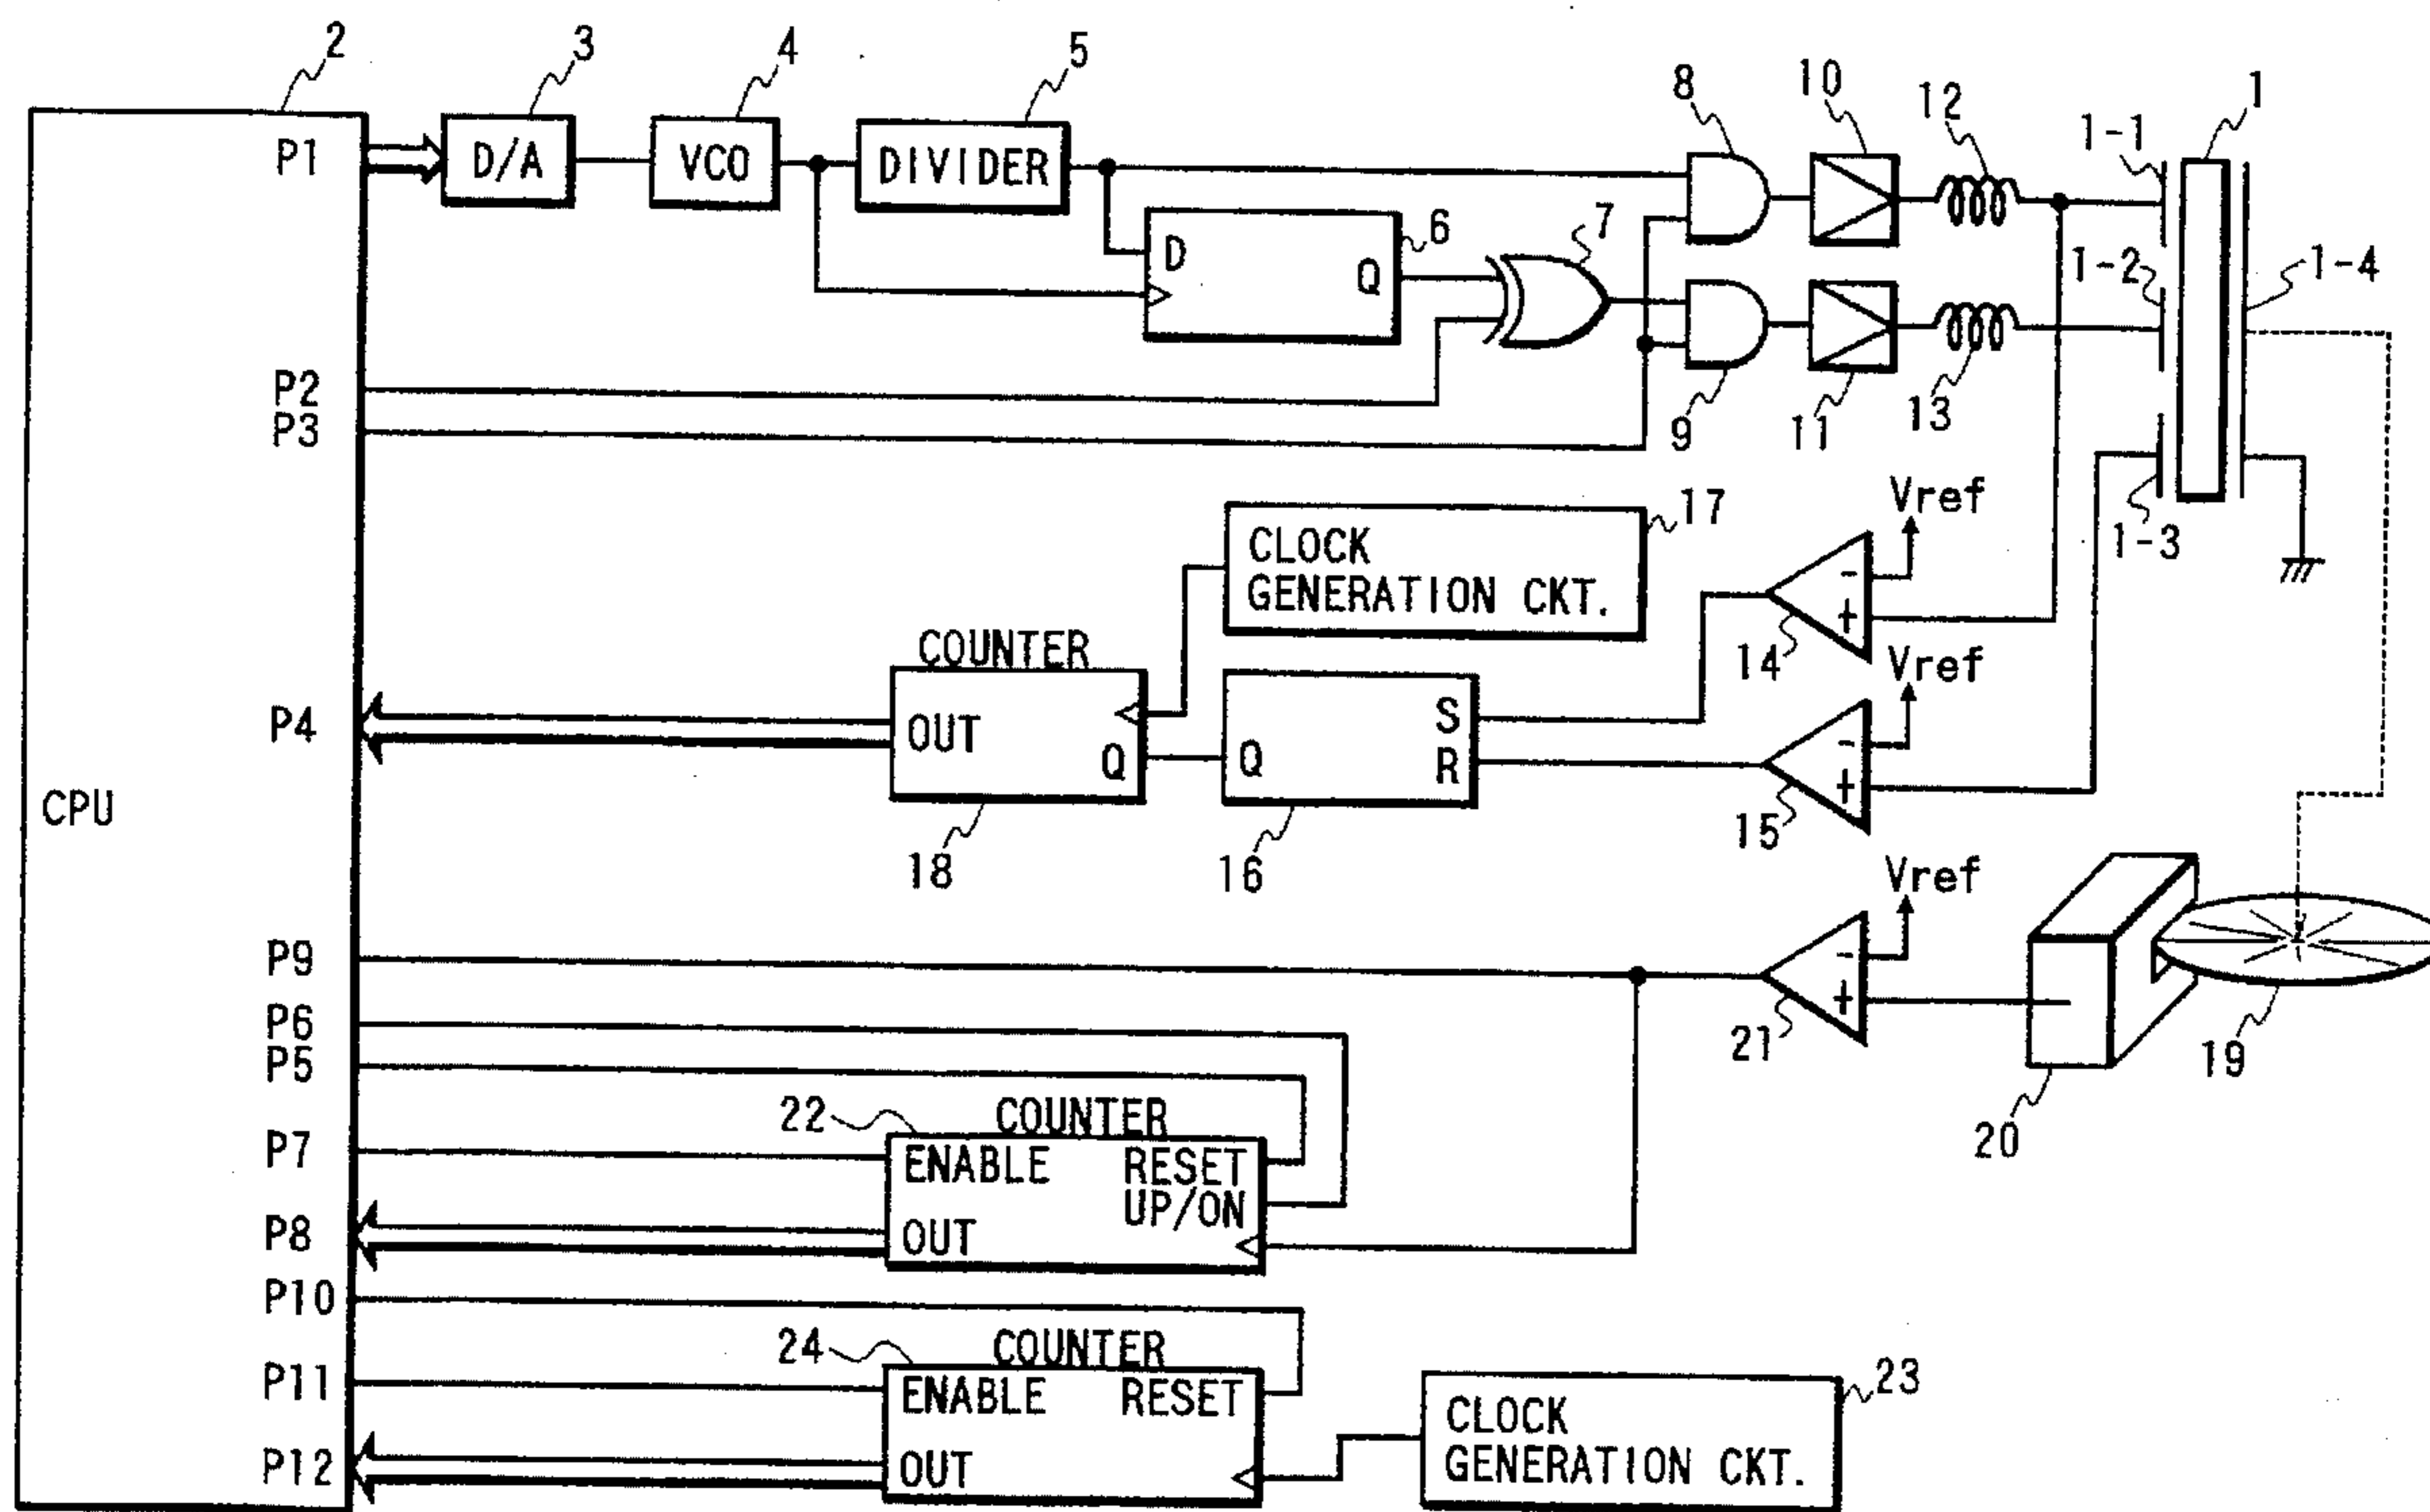 2
3
4
5
8
10
12
1-1
1
P1
D/A
VCO
DIVIDER
6
7
D
Q
1-2
1-4
P2
P3
9
11
13
1-3
Vref
17
CLOCK
GENERATION CKT.
-
+
14
COUNTER
Vref
P4
OUT
Q
Q
S
R
-
+
15
CPU
18
16
Vref
P9
-
+
21
19
20
P6
P5
22
COUNTER
P7
ENABLE
RESET
UP/ON
P8
OUT
P10
24
COUNTER
P11
ENABLE
RESET
23
CLOCK
GENERATION CKT.
P12
OUT